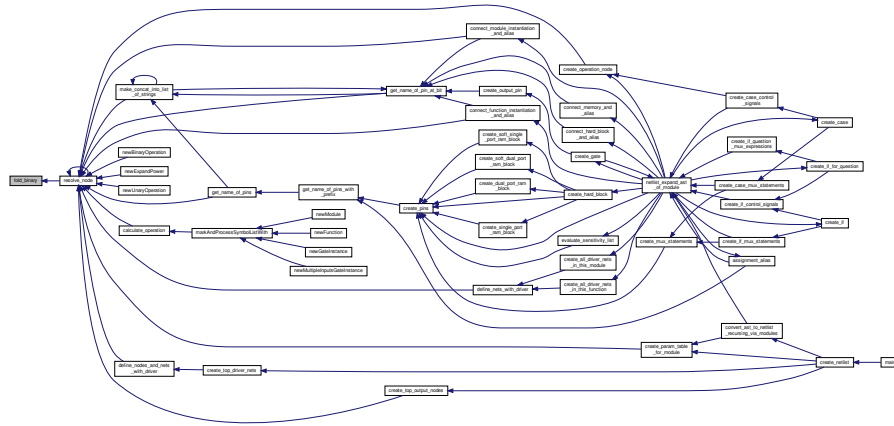 connect_module_instantiation
_and_alias
create_operation_node
make_concat_into_list
_of_strings
get_name_of_pin_at_bit
create_output_pin
create_case_control
_signals
connect_function_instantiation
_and_alias
connect_memory_and
_alias
create_case
create_soft_single
_port_ram_block
connect_hard_block
_and_alias
create_if_question
_mux_expressions
newBinaryOperation
create_soft_dual_port
_ram_block
create_gate
create_if_for_question
newExpandPower
fold_binary
resolve_node
newUnaryOperation
get_name_of_pins
get_name_of_pins_with
_prefix
create_dual_port_ram
_block
create_hard_block
netlist_expand_ast
_of_module
create_case_mux_statements
create_pins
create_if_control_signals
newModule
create_single_port
_ram_block
create_if
calculate_operation
markAndProcessSymbolListWith
newFunction
evaluate_sensitivity_list
create_mux_statements
create_if_mux_statements
newGateInstance
create_all_driver_nets
_in_this_module
assignment_alias
newMultipleInputsGateInstance
define_nets_with_driver
create_all_driver_nets
_in_this_function
convert_ast_to_netlist
_recursing_via_modules
create_param_table
_for_module
define_nodes_and_nets
_with_driver
create_top_driver_nets
create_netlist
main
create_top_output_nodes